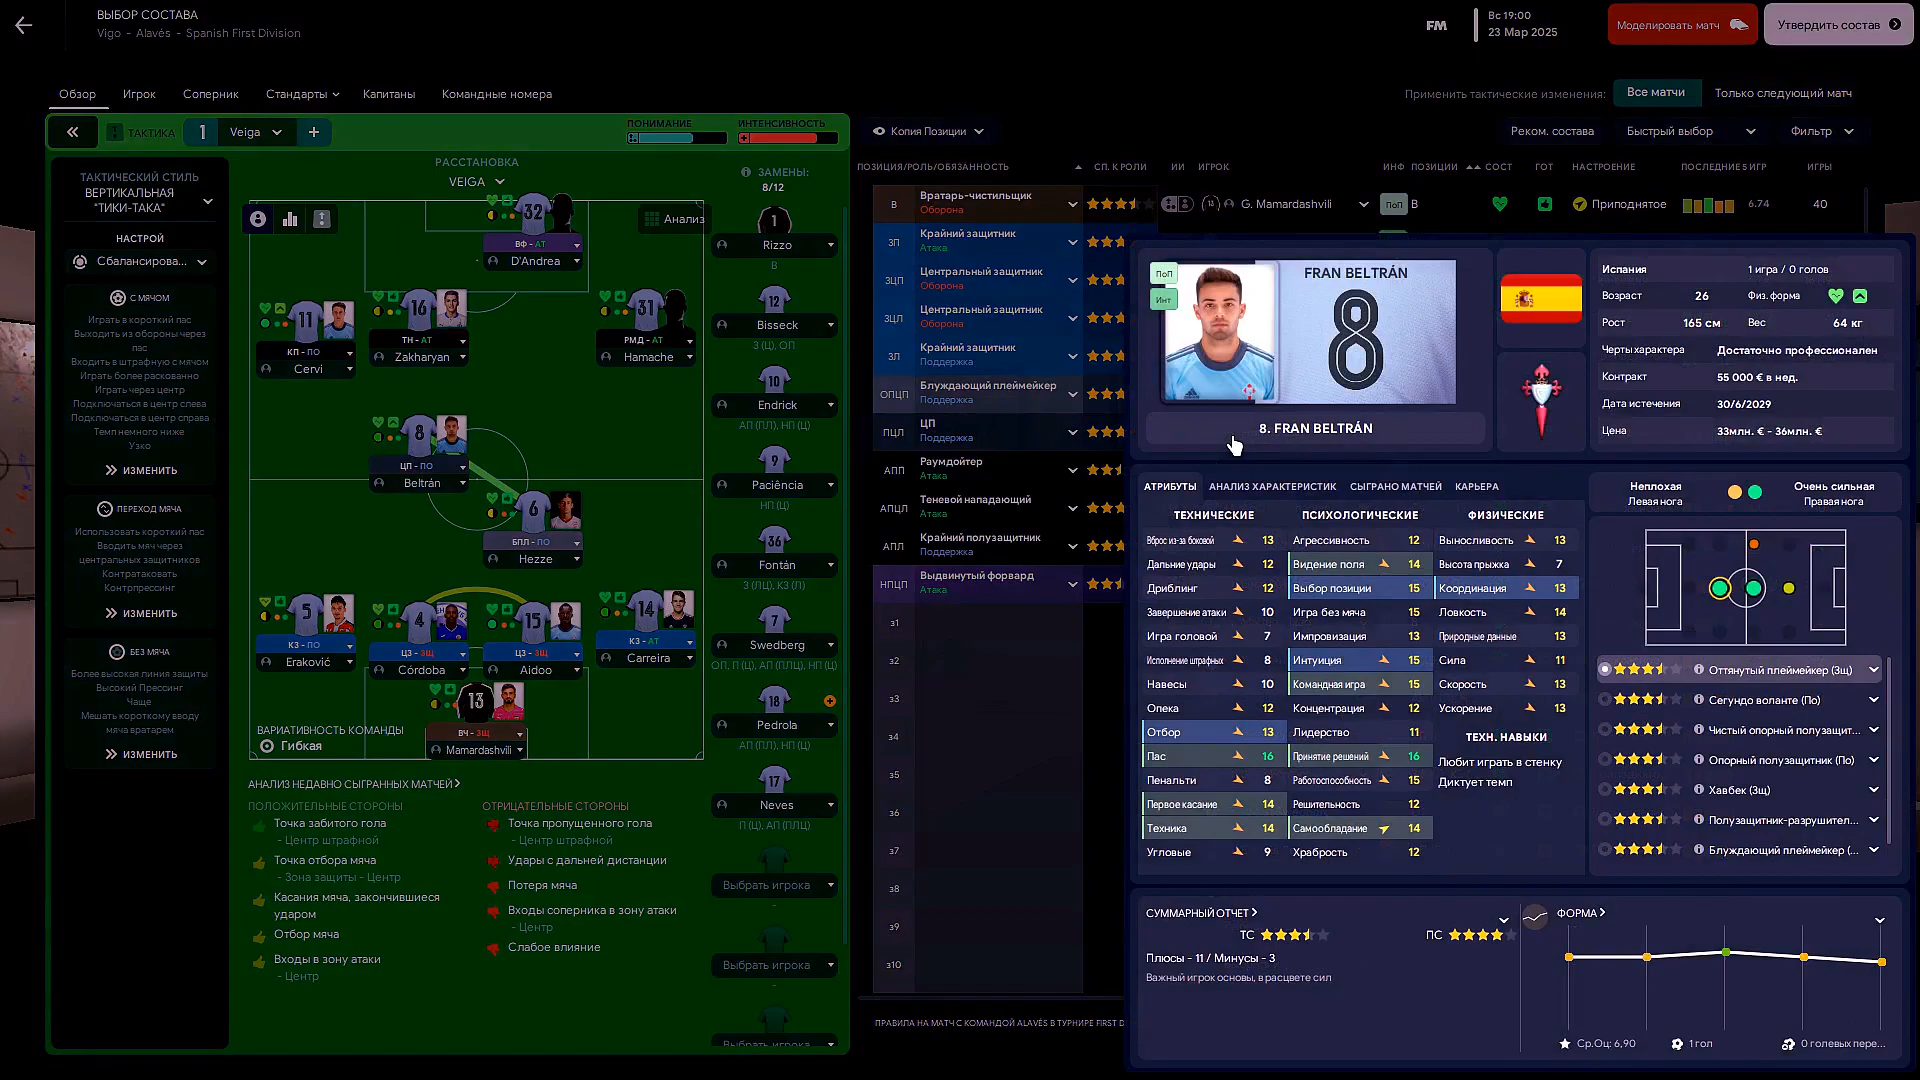 ВЫБОР СОСТАВА
Vigo - Alavés - Spanish First Division
FM
Вс 19:00
23 Мар 2025
Моделировать матч
Утвердить состав
Обзор
Игрок
Соперник
Стандарты
Капитаны
Командные номера
Применить тактические изменения:
Все матчи
Только следующий матч
ТАКТИКА
1
Veiga
+
ПОНИМАНИЕ
ИНТЕНСИВНОСТЬ
ТАКТИЧЕСКИЙ СТИЛЬ
ВЕРТИКАЛЬНАЯ
"ТИКИ-ТАКА"
НАСТРОЙ
Сбалансирова...
С МЯЧОМ
Играть в короткий пас
Выходить из обороны через
пас
Входить в штрафную с мячом
Играть более раскованно
Играть через центр
Подключаться в центр слева
Подключаться в центр справа
Темп немного ниже
Узко
ИЗМЕНИТЬ
ПЕРЕХОД МЯЧА
Использовать короткий пас
Вводить мяч через
центральных защитников
Контратаковать
Контрпрессинг
ИЗМЕНИТЬ
БЕЗ МЯЧА
Более высокая линия защиты
Высокий Прессинг
Чаще
Мешать короткому вводу
мяча вратарем
ИЗМЕНИТЬ
РАССТАНОВКА
VEIGA
Анализ
32
ВФ - АТ
D'Andrea
11
КП - ПО
Cervi
16
ТН - АТ
Zakharyan
31
РМД - АТ
Hamache
8
ЦП - ПО
Beltrán
6
БПЛ - ПО
Hezze
5
КЗ - ПО
Eraković
4
ЦЗ - ЗЩ
Córdoba
15
ЦЗ - ЗЩ
Aidoo
14
КЗ - АТ
Carreira
13
ВЧ - ЗЩ
Mamardashvili
ВАРИАТИВНОСТЬ КОМАНДЫ
Гибкая
АНАЛИЗ НЕДАВНО СЫГРАННЫХ МАТЧЕЙ
ПОЛОЖИТЕЛЬНЫЕ СТОРОНЫ
Точка забитого гола
- Центр штрафной
Точка отбора мяча
- Зона защиты - Центр
Касания мяча, закончившиеся
ударом
Отбор мяча
Входы в зону атаки
- Центр
ОТРИЦАТЕЛЬНЫЕ СТОРОНЫ
Точка пропущенного гола
- Центр штрафной
Удары с дальней дистанции
Потеря мяча
Входы соперника в зону атаки
- Центр
Слабое влияние
ЗАМЕНЫ:
8/12
1
Rizzo
В
12
Bisseck
З (Ц), ОП
10
Endrick
АП (ПЛ), НП (Ц)
9
Paciência
НП (Ц)
36
Fontán
З (ЛЦ), КЗ (Л)
7
Swedberg
ОП, П (Ц), АП (ПЛЦ), НП (Ц)
18
Pedrola
АП (ПЛ), НП (Ц)
17
Neves
П (Ц), АП (ПЛЦ)
Выбрать игрока
-
Выбрать игрока
-
Выбрать игрока
Копия Позиции
Реком. состава
Быстрый выбор
Фильтр
ПОЗИЦИЯ/РОЛЬ/ОБЯЗАННОСТЬ
СП. К РОЛИ
ИИ
ИГРОК
ИНФ
ПОЗИЦИИ
СОСТ
ГОТ
НАСТРОЕНИЕ
ПОСЛЕДНИЕ 5 ИГР
ИГРЫ
В
Вратарь-чистильщик
Оборона
G. Mamardashvili
ПоП
В
Приподнятое
6.74
40
ЗП
Крайний защитник
Атака
ЗЦП
Центральный защитник
Оборона
ЗЦЛ
Центральный защитник
Оборона
ЗЛ
Крайний защитник
Поддержка
ОПЦП
Блуждающий плеймейкер
Поддержка
ПЦЛ
ЦП
Поддержка
АПП
Раумдойтер
Атака
АПЦЛ
Теневой нападающий
Атака
АПЛ
Крайний полузащитник
Поддержка
НПЦП
Выдвинутый форвард
Атака
з1
з2
з3
з4
з5
з6
з7
з8
з9
з10
ПРАВИЛА НА МАТЧ С КОМАНДОЙ ALAVÉS В ТУРНИРЕ FIRST D
ПоП
Инт
FRAN BELTRÁN
8
8. FRAN BELTRÁN
Испания
1 игра / 0 голов
Возраст
26
Физ. форма
Рост
165 см
Вес
64 кг
Черты характера
Достаточно профессионален
Контракт
55 000 € в нед.
Дата истечения
30/6/2029
Цена
33млн. € - 36млн. €
АТРИБУТЫ
АНАЛИЗ ХАРАКТЕРИСТИК
СЫГРАНО МАТЧЕЙ
КАРЬЕРА
ТЕХНИЧЕСКИЕ
Вброс из-за боковой 13
Дальние удары 12
Дриблинг 12
Завершение атаки 10
Игра головой 7
Исполнение штрафных 8
Навесы 10
Опека 12
Отбор 13
Пас 16
Пенальти 8
Первое касание 14
Техника 14
Угловые 9
ПСИХОЛОГИЧЕСКИЕ
Агрессивность 12
Видение поля 14
Выбор позиции 15
Игра без мяча 15
Импровизация 13
Интуиция 15
Командная игра 15
Концентрация 12
Лидерство 11
Принятие решений 16
Работоспособность 15
Решительность 12
Самообладание 14
Храбрость 12
ФИЗИЧЕСКИЕ
Выносливость 13
Высота прыжка 7
Координация 13
Ловкость 14
Природные данные 13
Сила 11
Скорость 13
Ускорение 13
ТЕХН. НАВЫКИ
Любит играть в стенку
Диктует темп
Неплохая
Левая нога
Очень сильная
Правая нога
Оттянутый плеймейкер (Зщ)
Сегундо воланте (По)
Чистый опорный полузащит...
Опорный полузащитник (По)
Хавбек (Зщ)
Полузащитник-разрушител...
Блуждающий плеймейкер (...
СУММАРНЫЙ ОТЧЕТ
ТС
ПС
Плюсы - 11 / Минусы - 3
Важный игрок основы, в расцвете сил
ФОРМА
Ср.Оц: 6,90
1 гол
0 голевых пере...